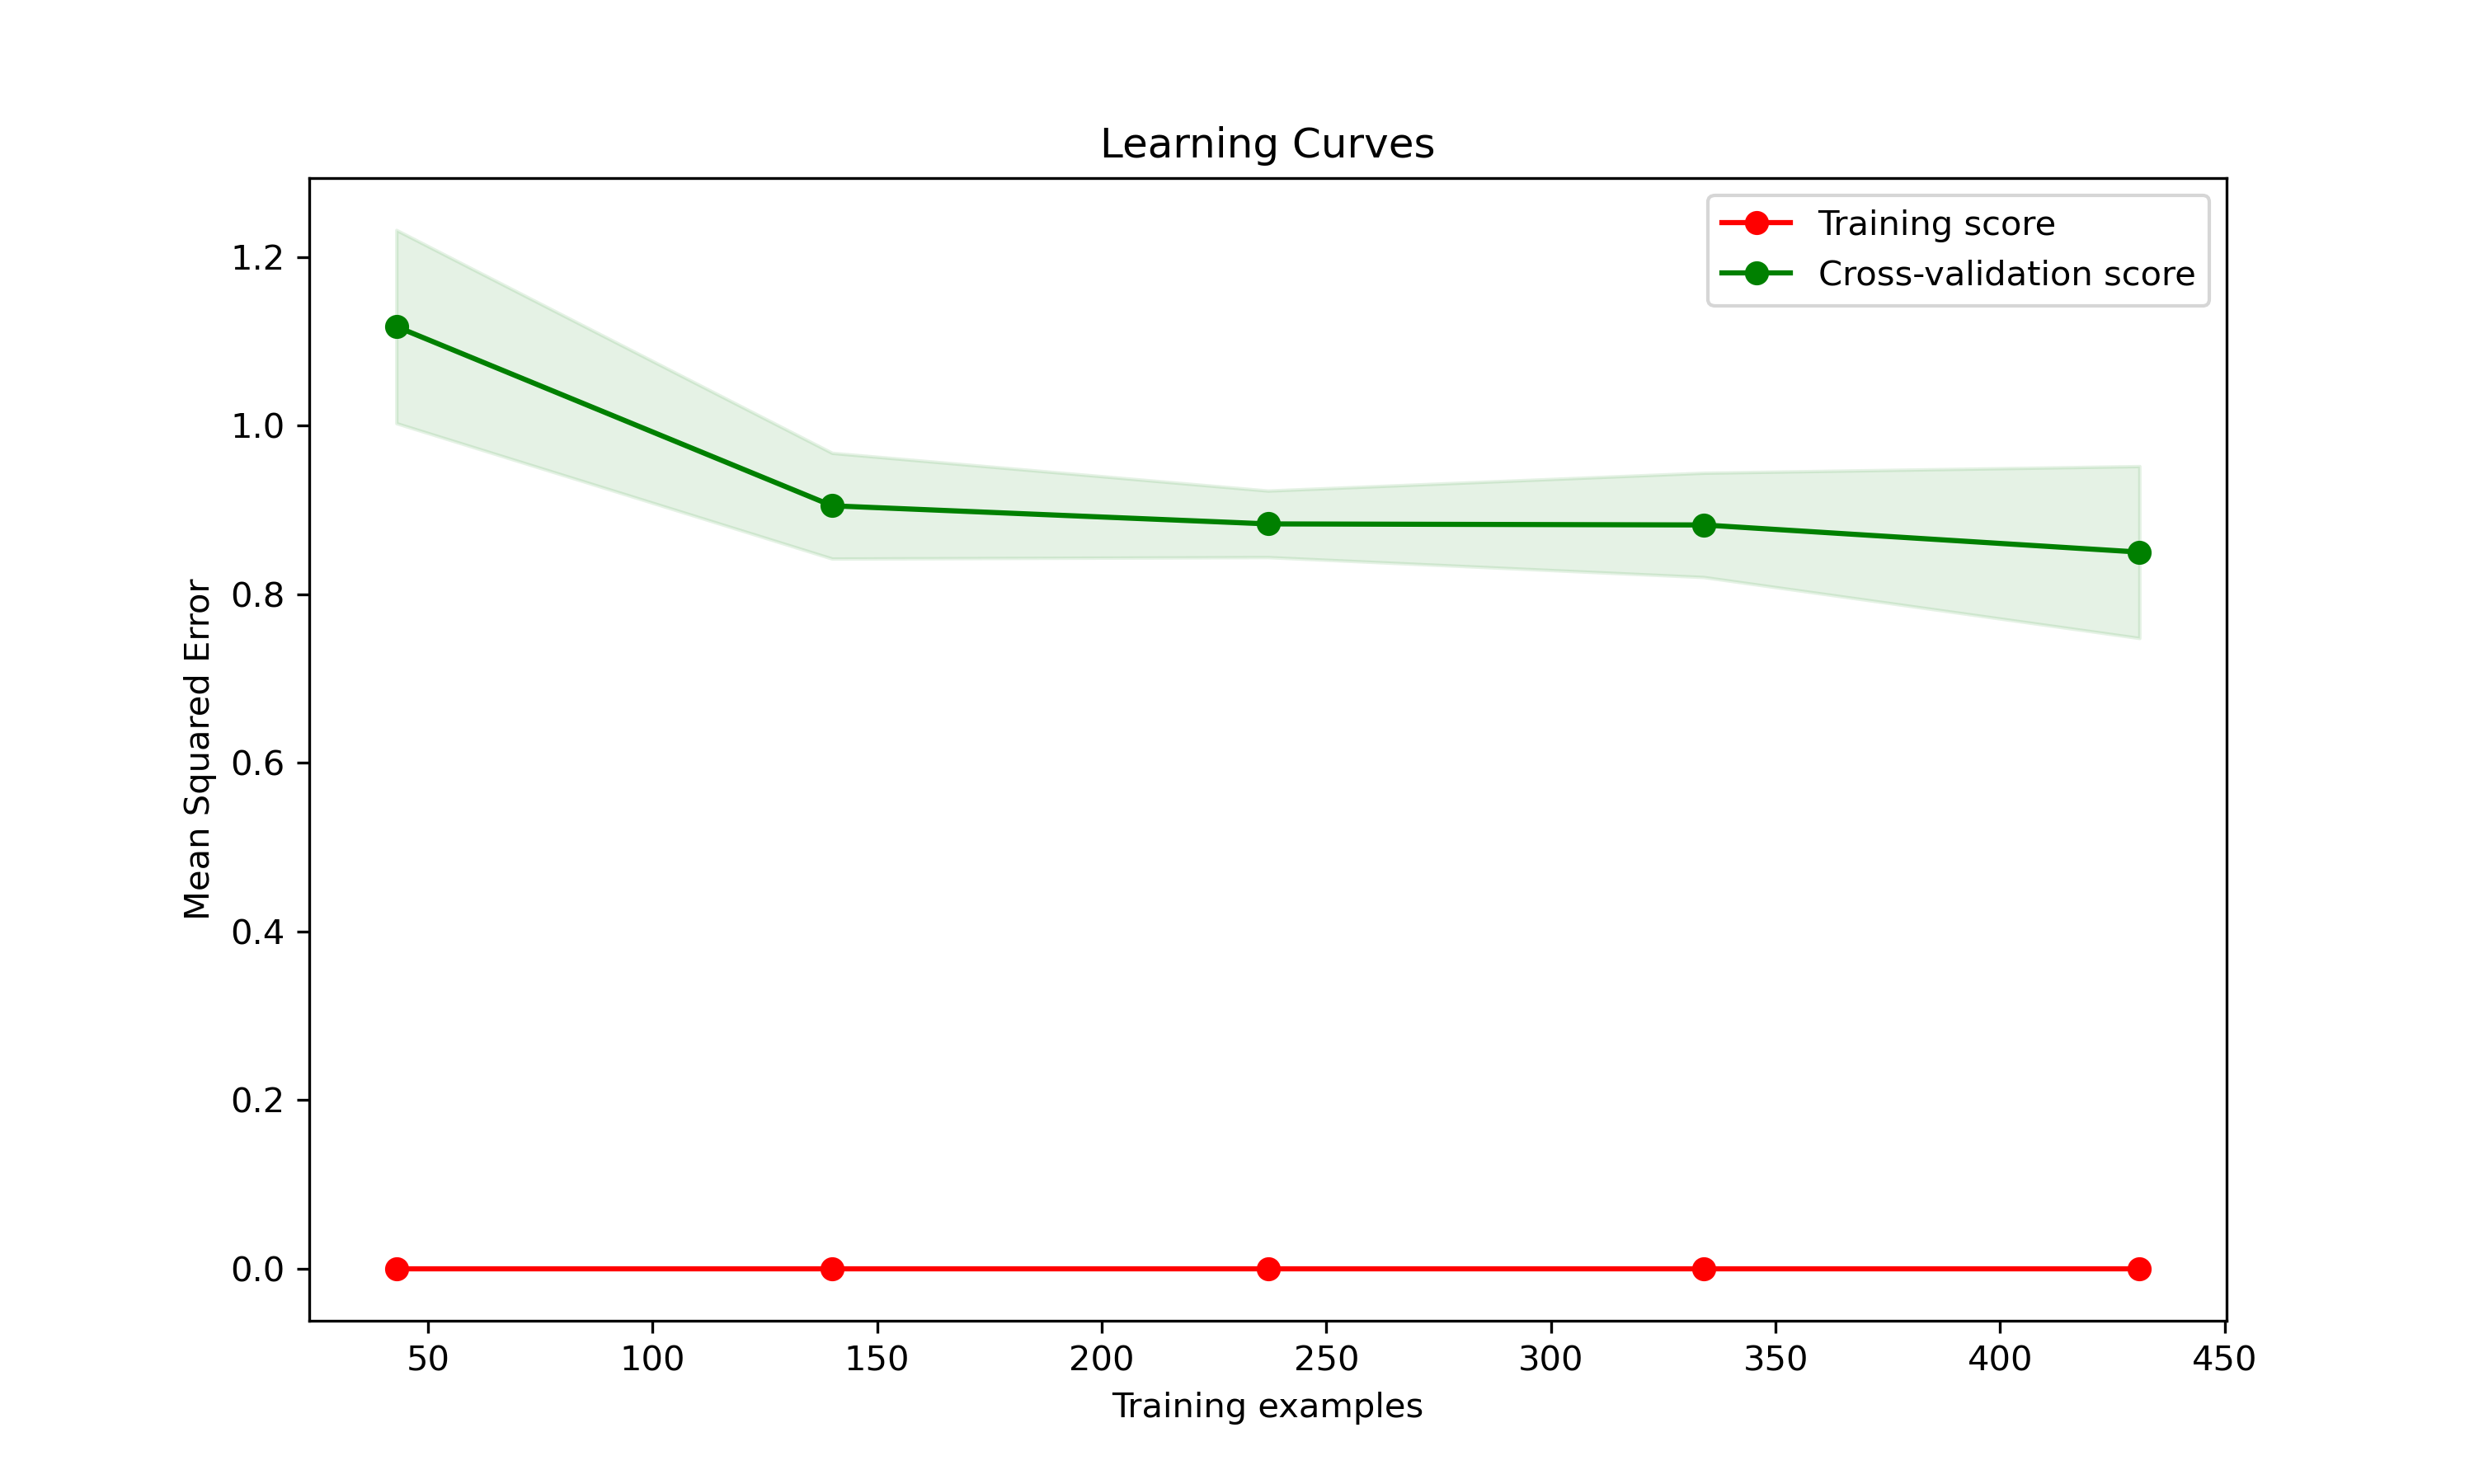 Learning Curves
Training score
Cross-validation score
Mean Squared Error
1.2
1.0
0.8
0.6
0.4
0.2
0.0
50 100 150 200 250 300 350 400 450
Training examples